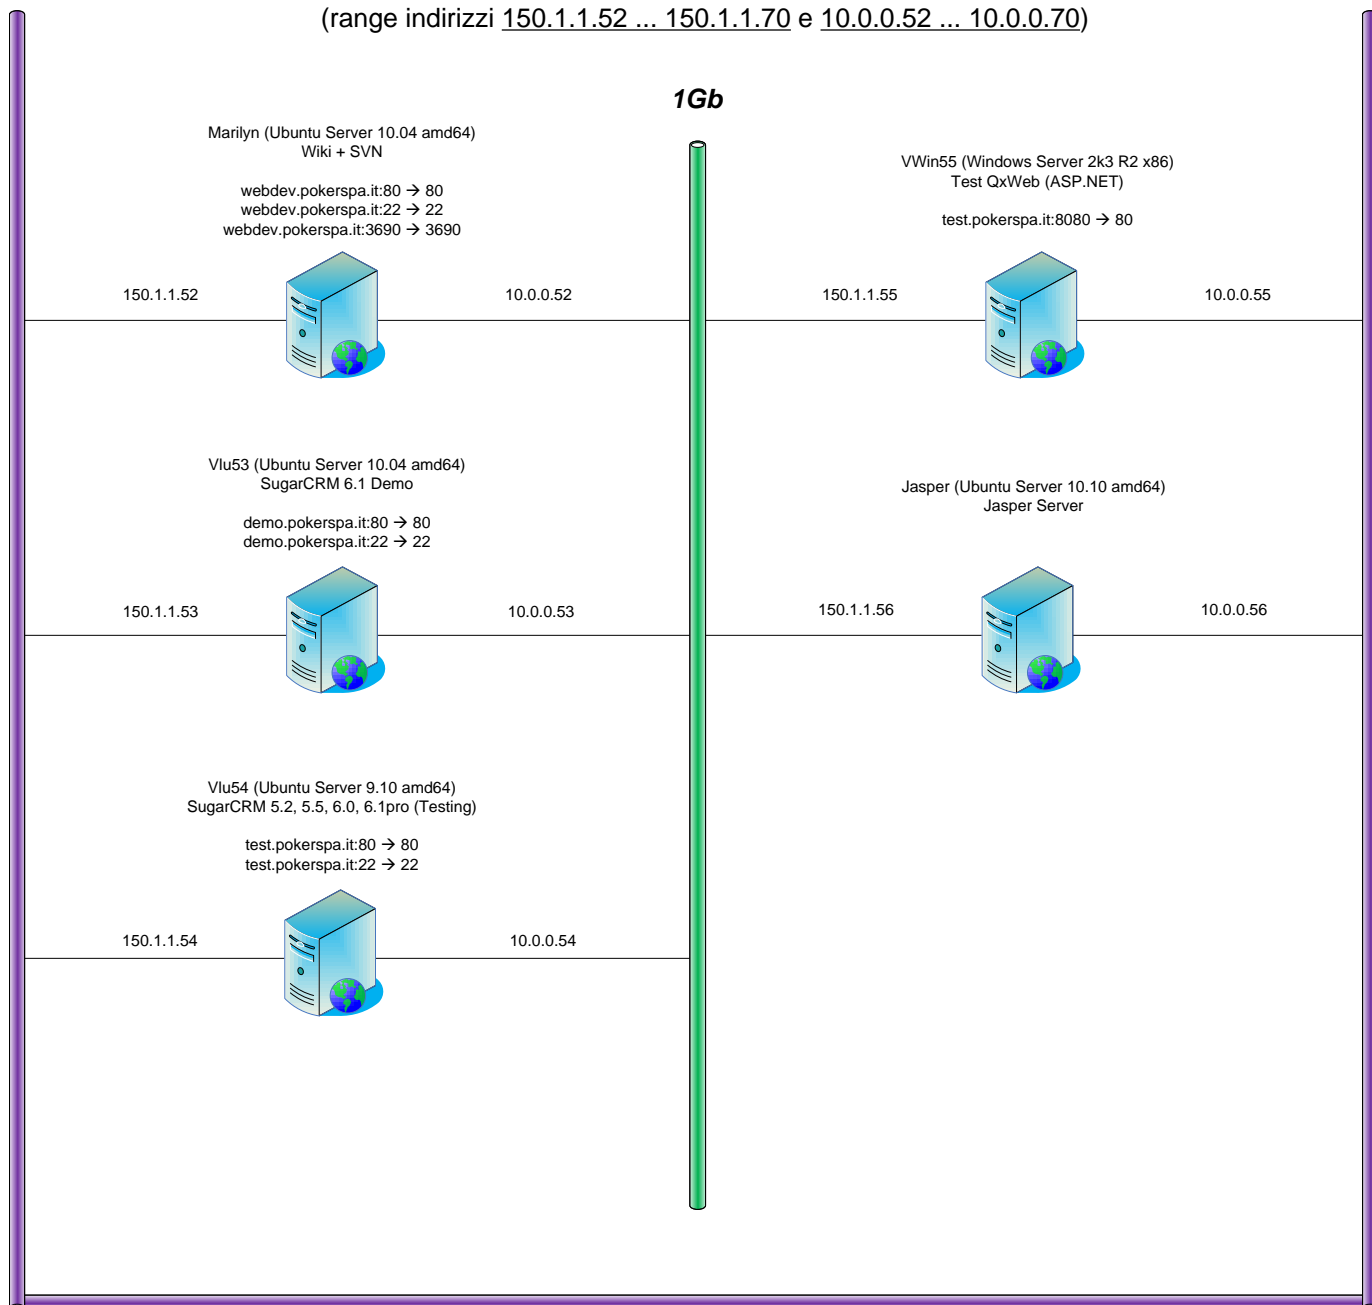 (range indirizzi 150.1.1.52 ... 150.1.1.70 e 10.0.0.52 ... 10.0.0.70)
1Gb
Marilyn (Ubuntu Server 10.04 amd64)
Wiki + SVN
webdev.pokerspa.it:80 → 80
webdev.pokerspa.it:22 → 22
webdev.pokerspa.it:3690 → 3690
150.1.1.52
10.0.0.52
VWin55 (Windows Server 2k3 R2 x86)
Test QxWeb (ASP.NET)
test.pokerspa.it:8080 → 80
150.1.1.55
10.0.0.55
Vlu53 (Ubuntu Server 10.04 amd64)
SugarCRM 6.1 Demo
demo.pokerspa.it:80 → 80
demo.pokerspa.it:22 → 22
150.1.1.53
10.0.0.53
Jasper (Ubuntu Server 10.10 amd64)
Jasper Server
150.1.1.56
10.0.0.56
Vlu54 (Ubuntu Server 9.10 amd64)
SugarCRM 5.2, 5.5, 6.0, 6.1pro (Testing)
test.pokerspa.it:80 → 80
test.pokerspa.it:22 → 22
150.1.1.54
10.0.0.54